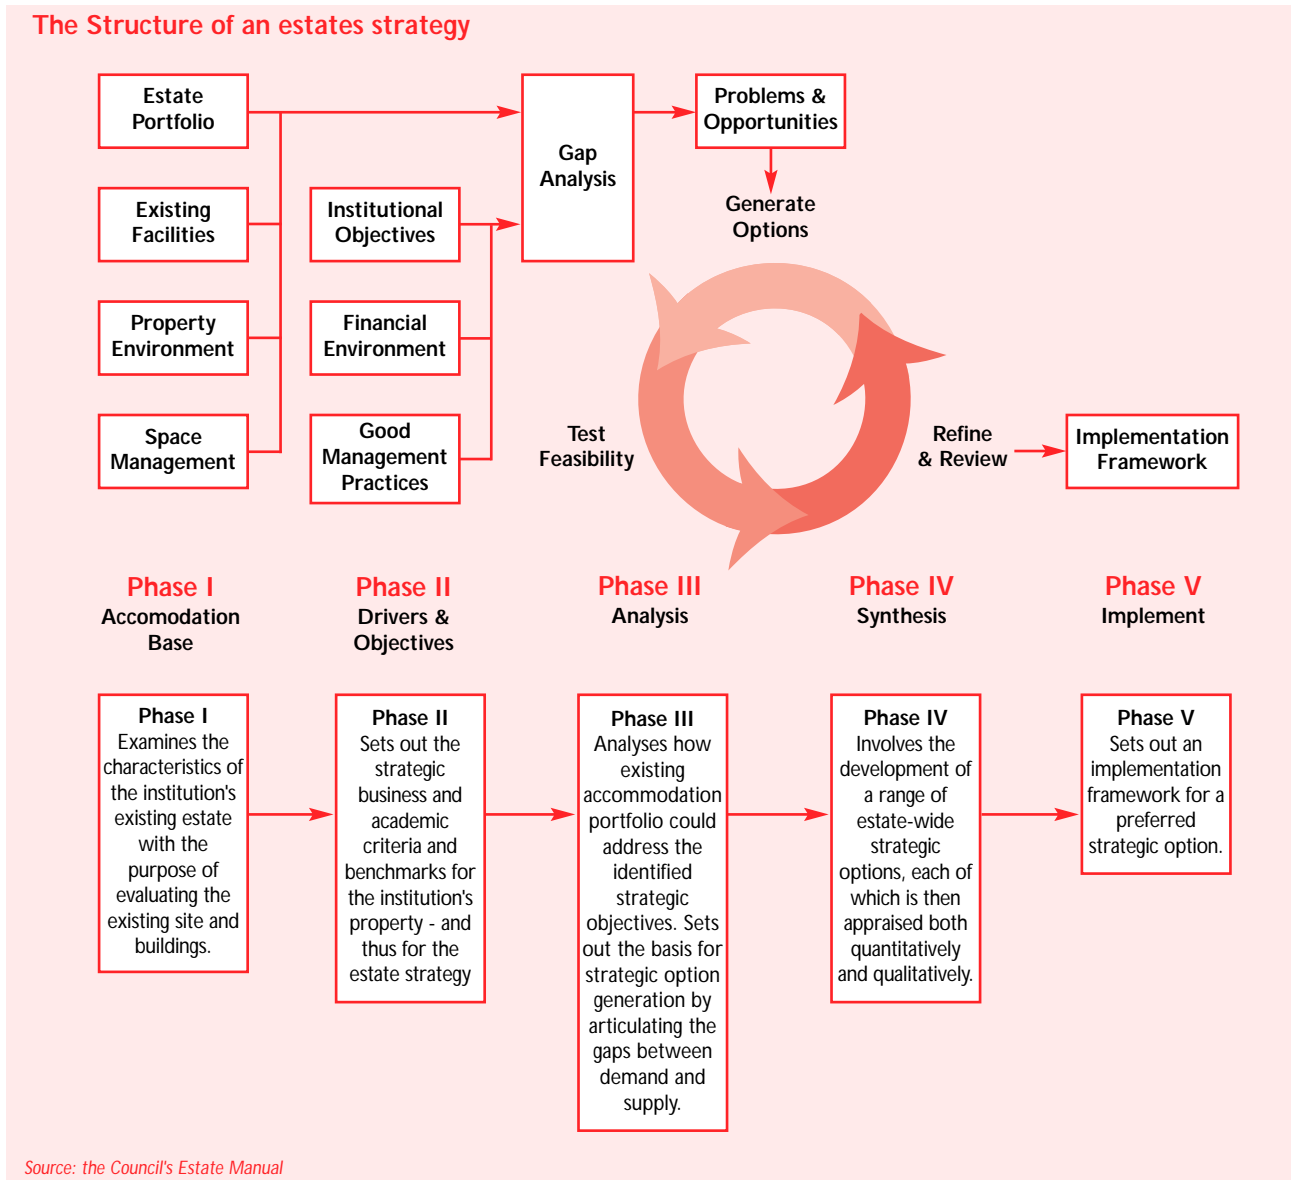 The Structure of an estates strategy
Estate
Portfolio
Existing
Facilities
Property
Environment
Space
Management
Institutional
Objectives
Financial
Environment
Good
Management
Practices
Gap
Analysis
Problems &
Opportunities
Generate
Options
Test
Feasibility
Refine
& Review
Implementation
Framework
Phase I
Accomodation
Base
Phase II
Drivers &
Objectives
Phase III
Analysis
Phase IV
Synthesis
Phase V
Implement
Phase I
Examines the
characteristics of
the institution's
existing estate
with the
purpose of
evaluating the
existing site and
buildings.
Phase II
Sets out the
strategic
business and
academic
criteria and
benchmarks for
the institution's
property - and
thus for the
estate strategy
Phase III
Analyses how
existing
accommodation
portfolio could
address the
identified
strategic
objectives. Sets
out the basis for
strategic option
generation by
articulating the
gaps between
demand and
supply.
Phase IV
Involves the
development of
a range of
estate-wide
strategic
options, each of
which is then
appraised both
quantitatively
and qualitatively.
Phase V
Sets out an
implementation
framework for a
preferred
strategic option.
Source: the Council's Estate Manual